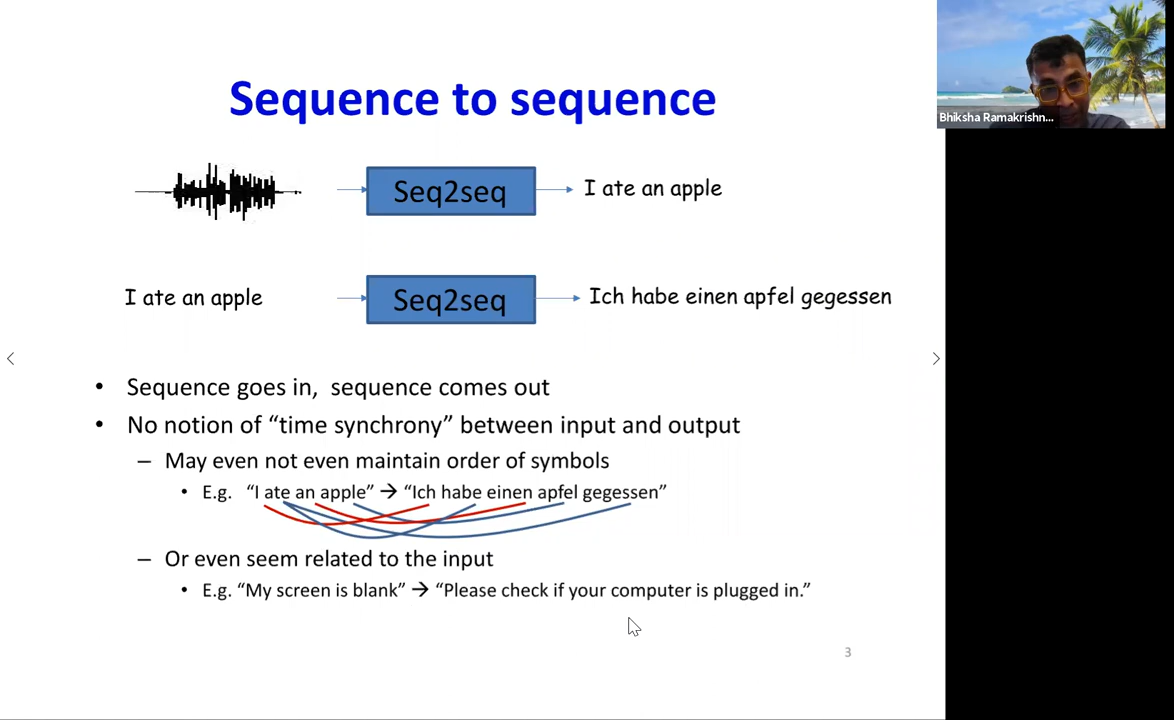 Sequence to sequence
Bhiksha Ramakrishn...
Seq2seq
I ate an apple
I ate an apple
Seq2seq
Ich habe einen apfel gegessen
• Sequence goes in, sequence comes out
• No notion of “time synchrony” between input and output
– May even not even maintain order of symbols
• E.g. “I ate an apple” → “Ich habe einen apfel gegessen”
– Or even seem related to the input
• E.g. “My screen is blank” → “Please check if your computer is plugged in.”
3